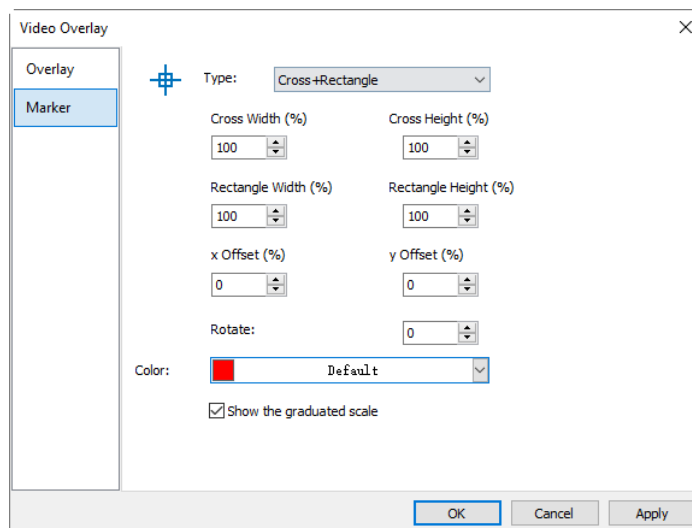 Video Overlay
Overlay
Marker
Type: Cross+Rectangle
Cross Width (%) Cross Height (%)
100 100
Rectangle Width (%) Rectangle Height (%)
100 100
x Offset (%) y Offset (%)
0 0
Rotate: 0
Color: Default
Show the graduated scale
OK Cancel Apply